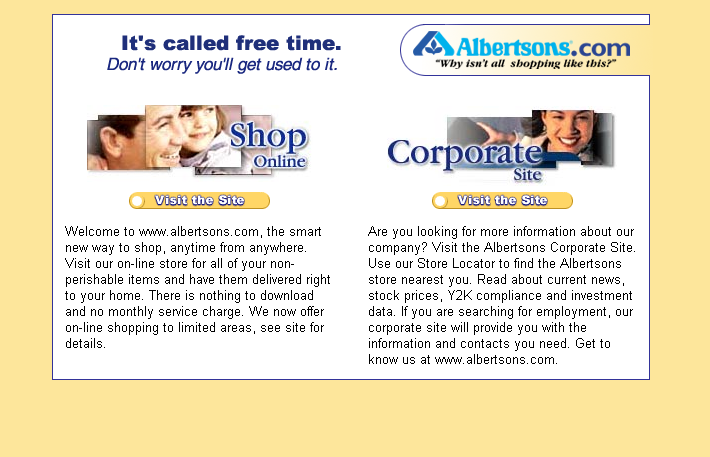 It's called free time.
Don't worry you'll get used to it.
Albertsons.com
"Why isn't all shopping like this?"
Shop
Online
Visit the Site
Welcome to www.albertsons.com, the smart
new way to shop, anytime from anywhere.
Visit our on-line store for all of your non-
perishable items and have them delivered right
to your home. There is nothing to download
and no monthly service charge. We now offer
on-line shopping to limited areas, see site for
details.
Corporate
Site
Visit the Site
Are you looking for more information about our
company? Visit the Albertsons Corporate Site.
Use our Store Locator to find the Albertsons
store nearest you. Read about current news,
stock prices, Y2K compliance and investment
data. If you are searching for employment, our
corporate site will provide you with the
information and contacts you need. Get to
know us at www.albertsons.com.